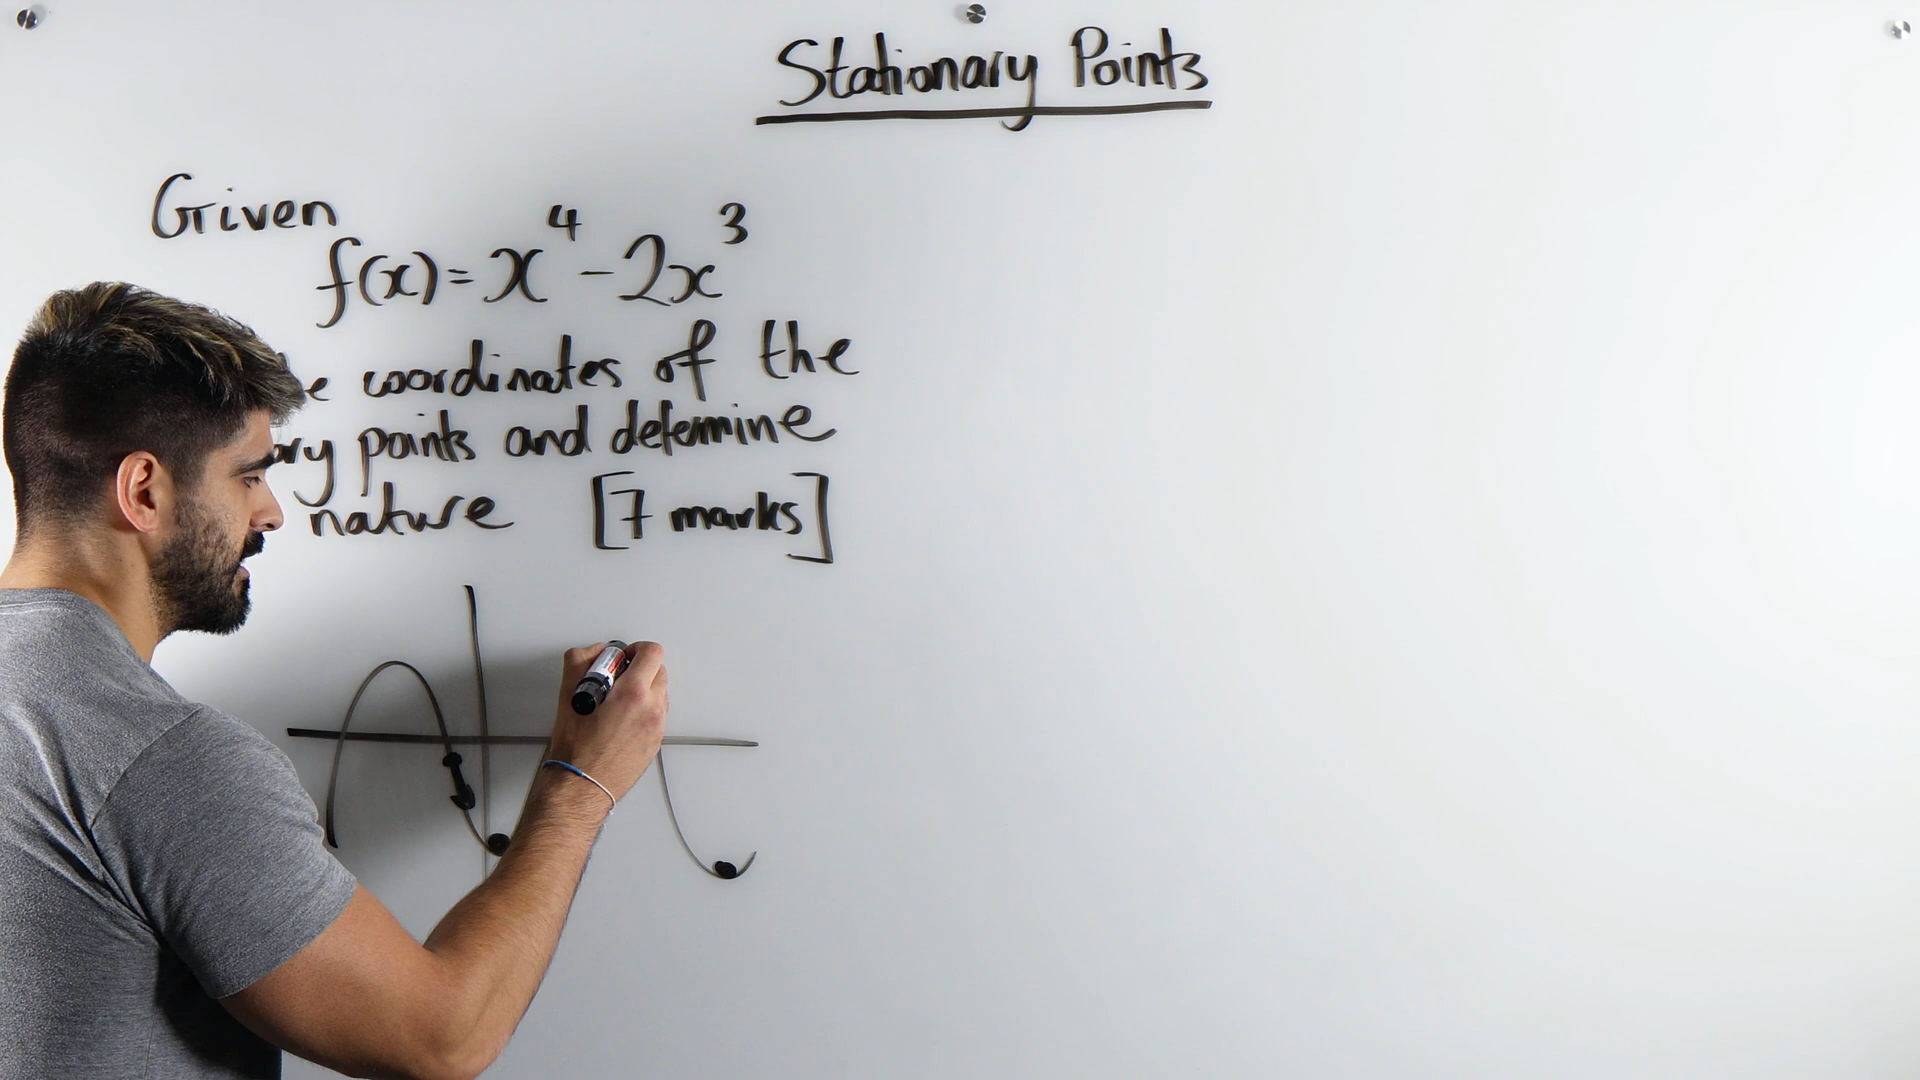 Stationary Points
Given
f(x) = x⁴ - 2x³
coordinates of the
points and determine
nature [7 marks]